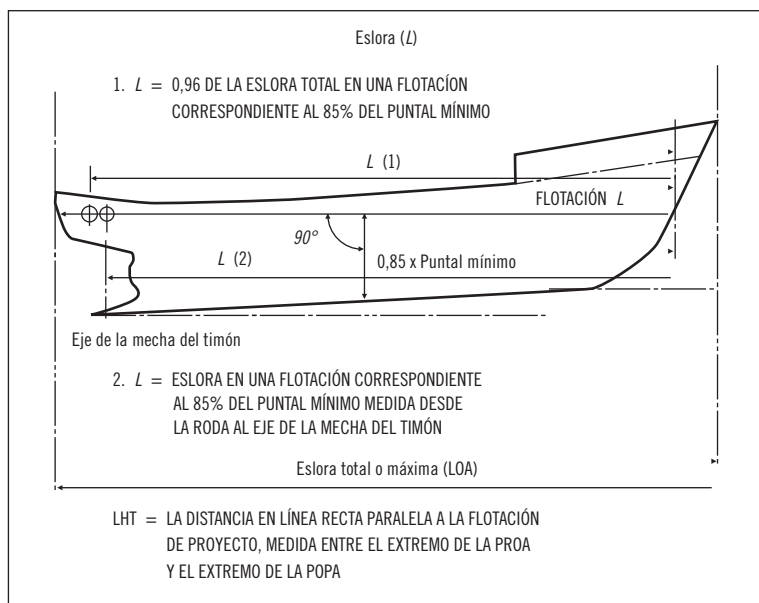 Eslora (L)
1. L = 0,96 DE LA ESLORA TOTAL EN UNA FLOTACÍON
CORRESPONDIENTE AL 85% DEL PUNTAL MÍNIMO
L (1)
FLOTACIÓN L
90°
L (2)
0,85 x Puntal mínimo
Eje de la mecha del timón
2. L = ESLORA EN UNA FLOTACIÓN CORRESPONDIENTE
AL 85% DEL PUNTAL MÍNIMO MEDIDA DESDE
LA RODA AL EJE DE LA MECHA DEL TIMÓN
Eslora total o máxima (LOA)
LHT = LA DISTANCIA EN LÍNEA RECTA PARALELA A LA FLOTACIÓN
DE PROYECTO, MEDIDA ENTRE EL EXTREMO DE LA PROA
Y EL EXTREMO DE LA POPA